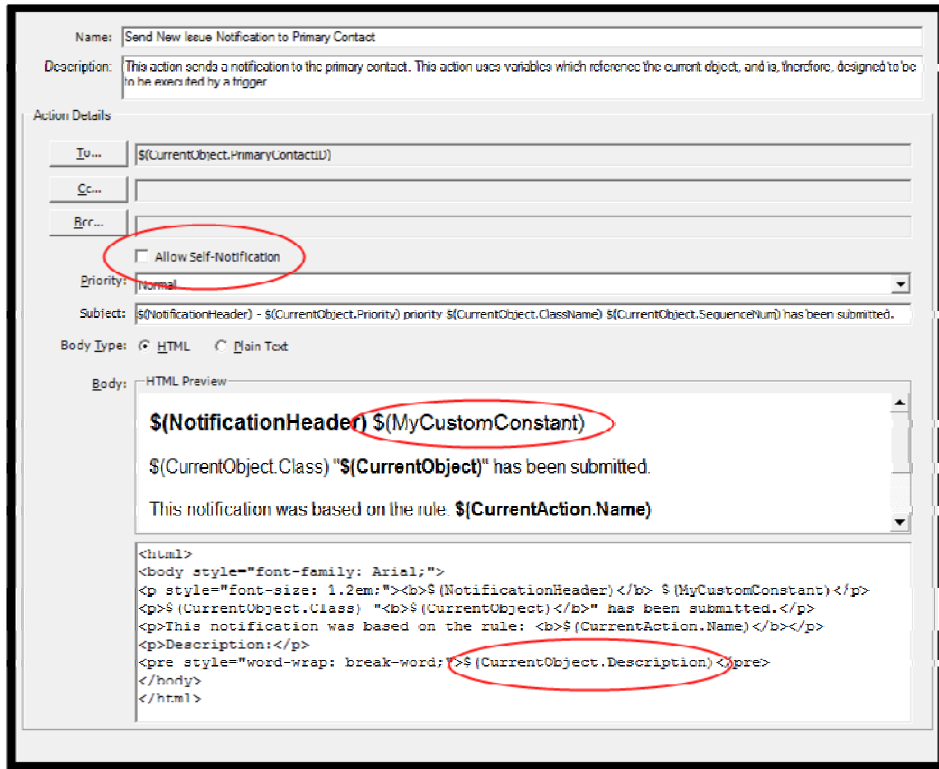 Name: Send New Issue Notification to Primary Contact
Description: This action sends a notification to the primary contact. This action uses variables which reference the current object, and is, therefore, designed to be
to be executed by a trigger
Action Details
To... $(CurrentObject.PrimaryContactID)
Cc...
Bcc...
Allow Self-Notification
Priority: Normal
Subject: $(NotificationHeader) - $(CurrentObject.Priority) priority $(CurrentObject.ClassName) $(CurrentObject.SequenceNum) has been submitted.
Body Type: HTML Plain Text
Body: HTML Preview
$(NotificationHeader) $(MyCustomConstant)
$(CurrentObject.Class) "$(CurrentObject)" has been submitted.
This notification was based on the rule: $(CurrentAction.Name)
<html>
<body style="font-family: Arial;">
<p style="font-size: 1.2em;"><b>$(NotificationHeader)</b> $(MyCustomConstant)</p>
<p>$(CurrentObject.Class) "<b>$(CurrentObject)</b>" has been submitted.</p>
<p>This notification was based on the rule: <b>$(CurrentAction.Name)</b></p>
<p>Description:</p>
<pre style="word-wrap: break-word;">$(CurrentObject.Description)</pre>
</body>
</html>